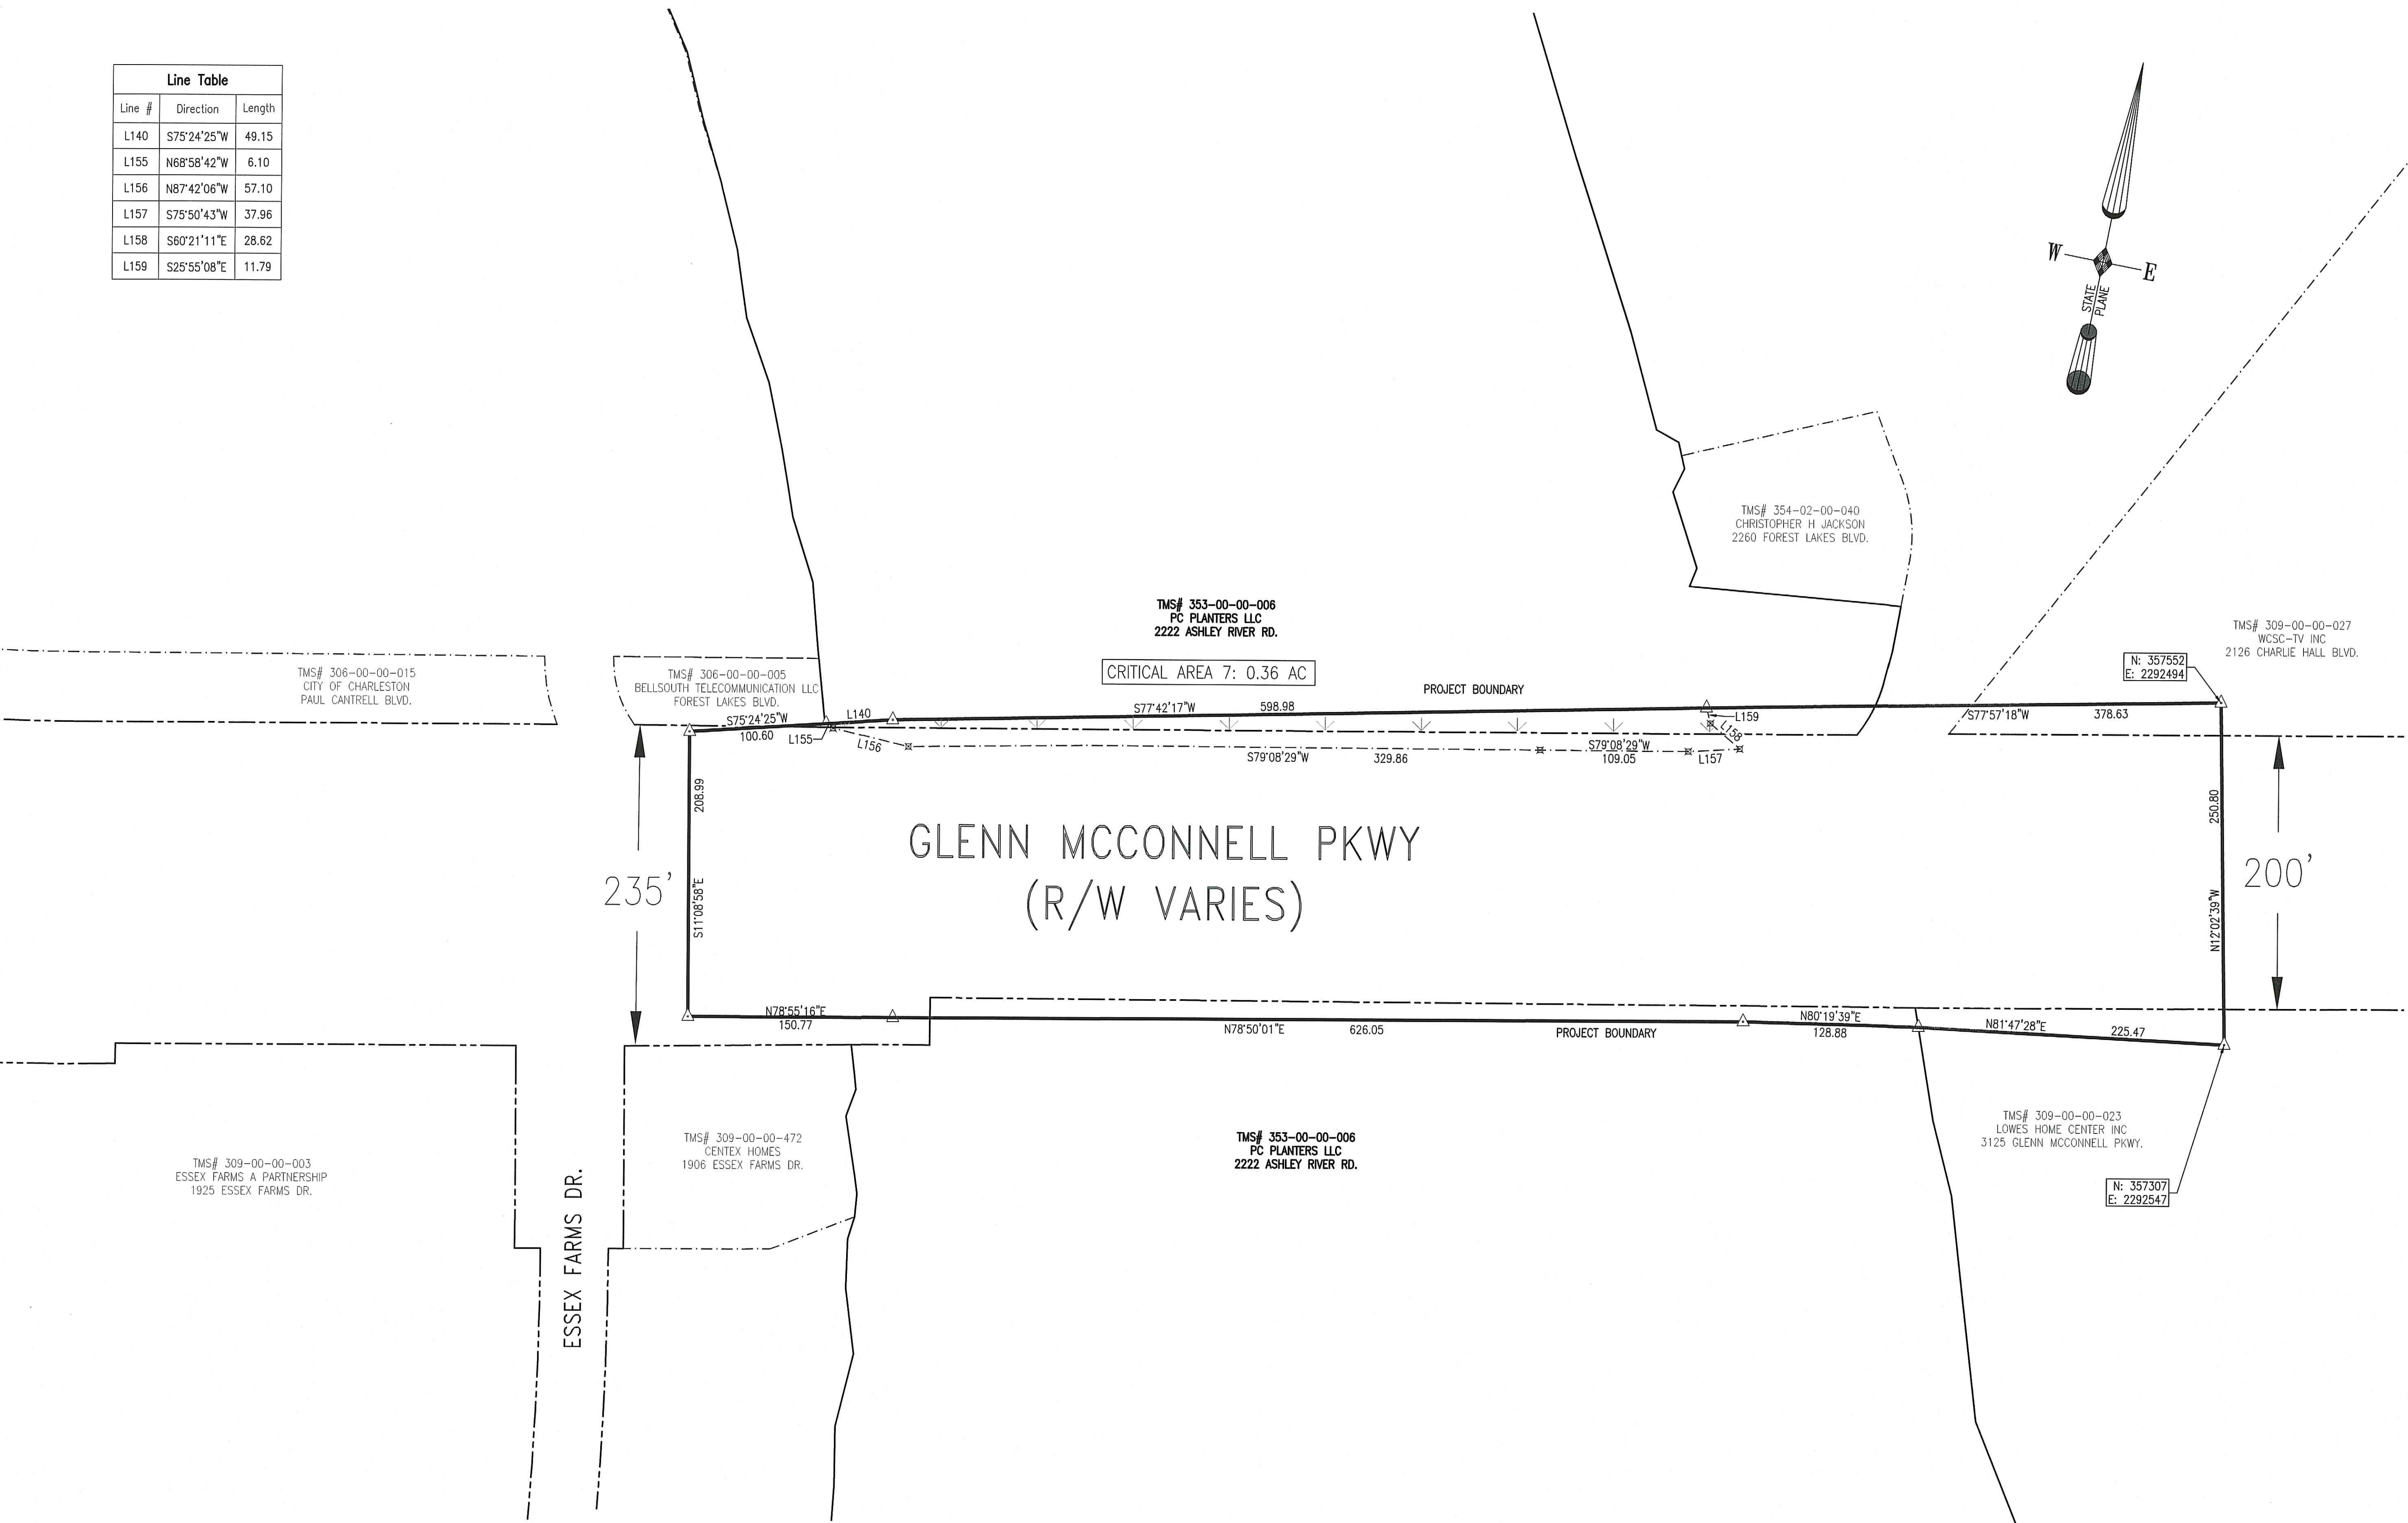 Line Table
Line # Direction Length
L140 S75°24'25"W 49.15
L155 N68°58'42"W 6.10
L156 N87°42'06"W 57.10
L157 S75°50'43"W 37.96
L158 S60°21'11"E 28.62
L159 S25°55'08"E 11.79
W
E
STATE
PLANE
TMS# 354-02-00-040
CHRISTOPHER H JACKSON
2260 FOREST LAKES BLVD.
TMS# 353-00-00-006
PC PLANTERS LLC
2222 ASHLEY RIVER RD.
TMS# 309-00-00-027
WCSC-TV INC
2126 CHARLIE HALL BLVD.
N: 357552
E: 2292494
TMS# 306-00-00-015
CITY OF CHARLESTON
PAUL CANTRELL BLVD.
TMS# 306-00-00-005
BELLSOUTH TELECOMMUNICATION LLC
FOREST LAKES BLVD.
CRITICAL AREA 7: 0.36 AC
PROJECT BOUNDARY
S75°24'25"W
100.60
L140
L155
L156
S77°42'17"W 598.98
L159
L158
S77°57'18"W 378.63
S79°08'29"W 329.86
S79°08'29"W
109.05
L157
208.99
S11°08'58"E
235'
GLENN MCCONNELL PKWY
(R/W VARIES)
250.80
N12°02'39"W
200'
N78°55'16"E
150.77
N78°50'01"E 626.05
PROJECT BOUNDARY
N80°19'39"E
128.88
N81°47'28"E 225.47
TMS# 309-00-00-003
ESSEX FARMS A PARTNERSHIP
1925 ESSEX FARMS DR.
ESSEX FARMS DR.
TMS# 309-00-00-472
CENTEX HOMES
1906 ESSEX FARMS DR.
TMS# 353-00-00-006
PC PLANTERS LLC
2222 ASHLEY RIVER RD.
TMS# 309-00-00-023
LOWES HOME CENTER INC
3125 GLENN MCCONNELL PKWY.
N: 357307
E: 2292547